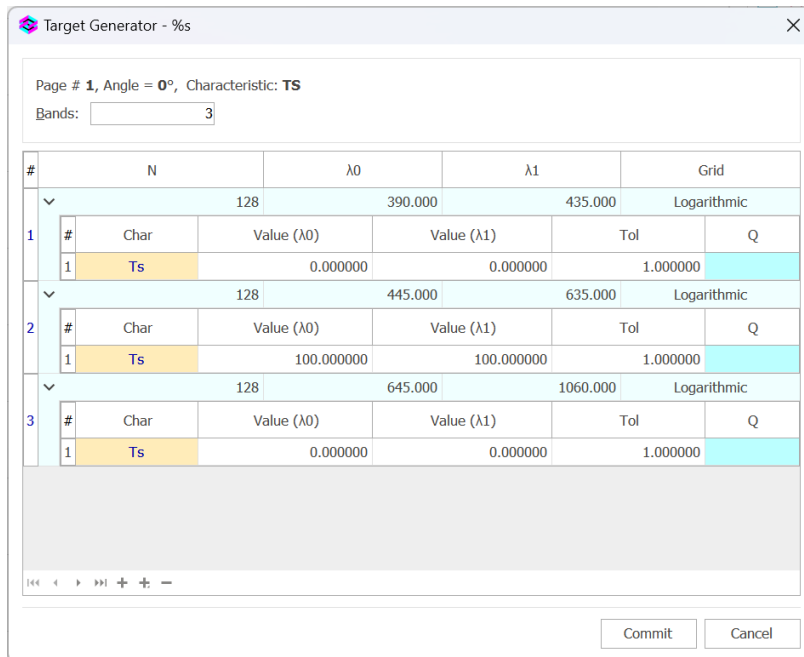 Target Generator - %s
Page # 1, Angle = 0°, Characteristic: TS
Bands: 3
# N λ0 λ1 Grid
128 390.000 435.000 Logarithmic
1 # Char Value (λ0) Value (λ1) Tol Q
1 Ts 0.000000 0.000000 1.000000
128 445.000 635.000 Logarithmic
2 # Char Value (λ0) Value (λ1) Tol Q
1 Ts 100.000000 100.000000 1.000000
128 645.000 1060.000 Logarithmic
3 # Char Value (λ0) Value (λ1) Tol Q
1 Ts 0.000000 0.000000 1.000000
Commit Cancel